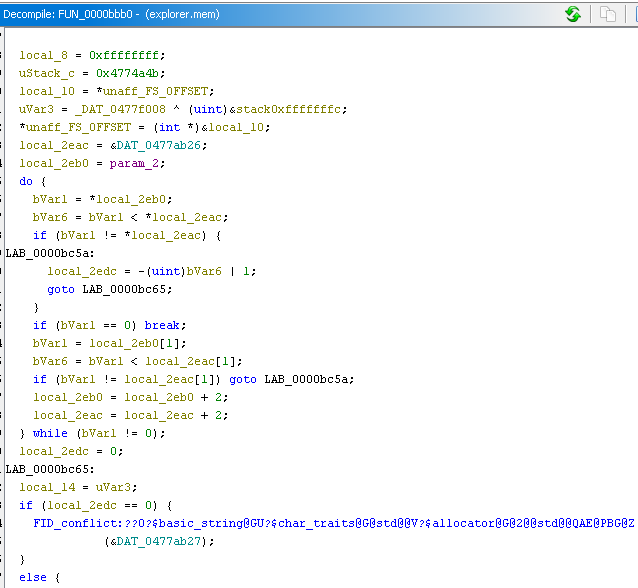 Decompile: FUN_0000bbb0 - (explorer.mem)
local_8 = 0xffffffff;
uStack_c = 0x4774a4b;
local_10 = *unaff_FS_OFFSET;
uVar3 = _DAT_0477f008 ^ (uint)&stack0xfffffffc;
*unaff_FS_OFFSET = (int *)&local_10;
local_2eac = &DAT_0477ab26;
local_2eb0 = param_2;
do {
bVar1 = *local_2eb0;
bVar6 = bVar1 < *local_2eac;
if (bVar1 != *local_2eac) {
LAB_0000bc5a:
local_2edc = -(uint)bVar6 | 1;
goto LAB_0000bc65;
}
if (bVar1 == 0) break;
bVar1 = local_2eb0[1];
bVar6 = bVar1 < local_2eac[1];
if (bVar1 != local_2eac[1]) goto LAB_0000bc5a;
local_2eb0 = local_2eb0 + 2;
local_2eac = local_2eac + 2;
} while (bVar1 != 0);
local_2edc = 0;
LAB_0000bc65:
local_14 = uVar3;
if (local_2edc == 0) {
FID_conflict:??0?$basic_string@GU?$char_traits@G@std@@V?$allocator@G@2@@std@@QAE@PBG@Z
(&DAT_0477ab27);
}
else {